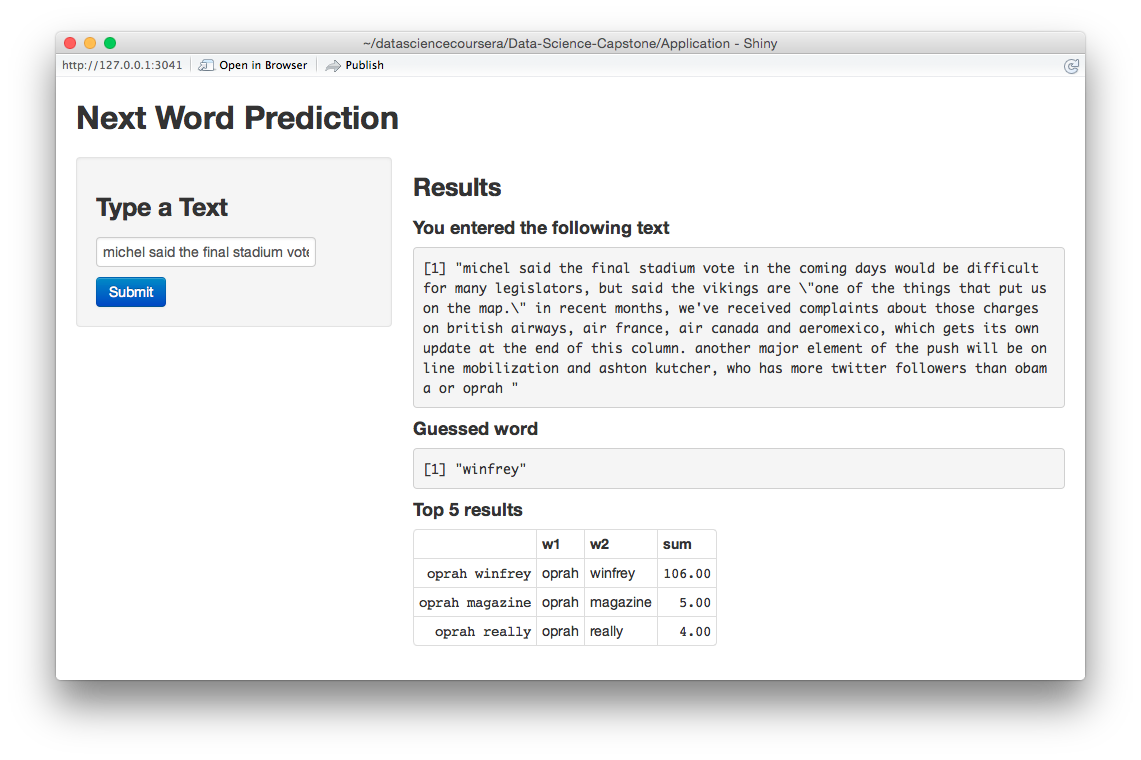 ~/datasciencecoursera/Data-Science-Capstone/Application - Shiny
http://127.0.0.1:3041 Open in Browser Publish
Next Word Prediction
Type a Text
michel said the final stadium vote
Submit
Results
You entered the following text
[1] "michel said the final stadium vote in the coming days would be difficult
for many legislators, but said the vikings are \"one of the things that put us
on the map.\" in recent months, we've received complaints about those charges
on british airways, air france, air canada and aeromexico, which gets its own
update at the end of this column. another major element of the push will be on
line mobilization and ashton kutcher, who has more twitter followers than obam
a or oprah "
Guessed word
[1] "winfrey"
Top 5 results
w1 w2 sum
oprah winfrey oprah winfrey 106.00
oprah magazine oprah magazine 5.00
oprah really oprah really 4.00